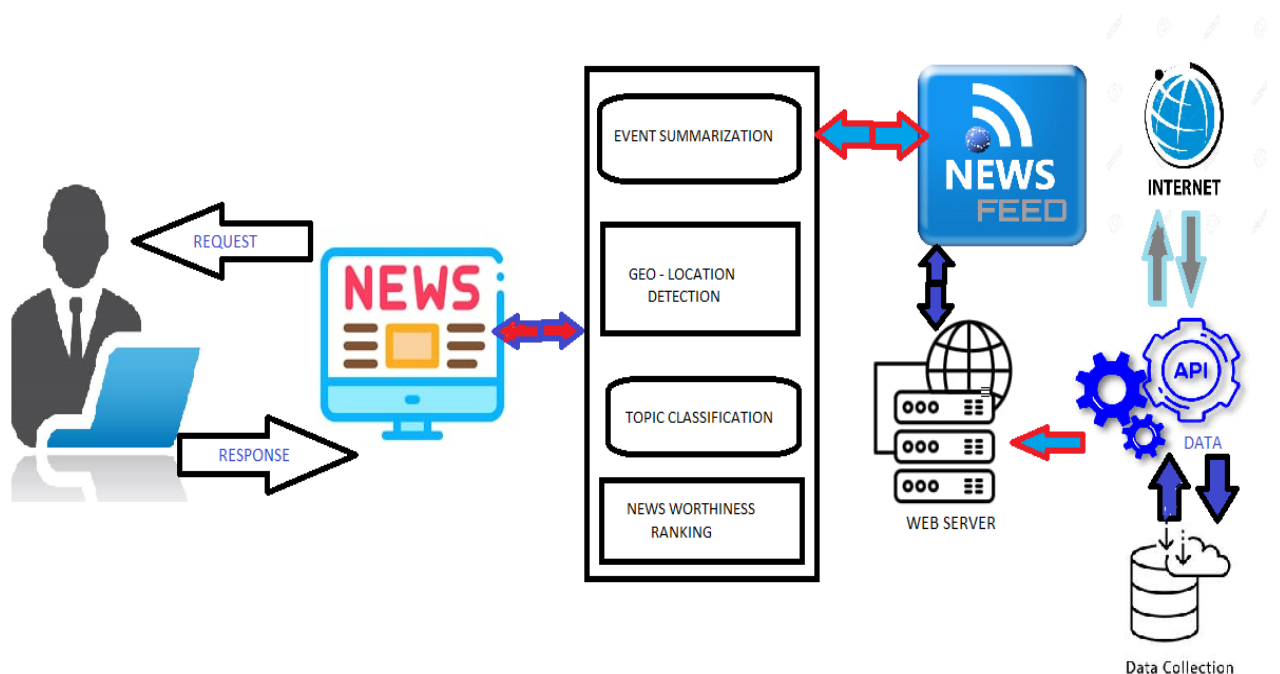 REQUEST
RESPONSE
NEWS
EVENT SUMMARIZATION
GEO - LOCATION
DETECTION
TOPIC CLASSIFICATION
NEWS WORTHINESS
RANKING
NEWS
FEED
WEB SERVER
INTERNET
API
DATA
Data Collection